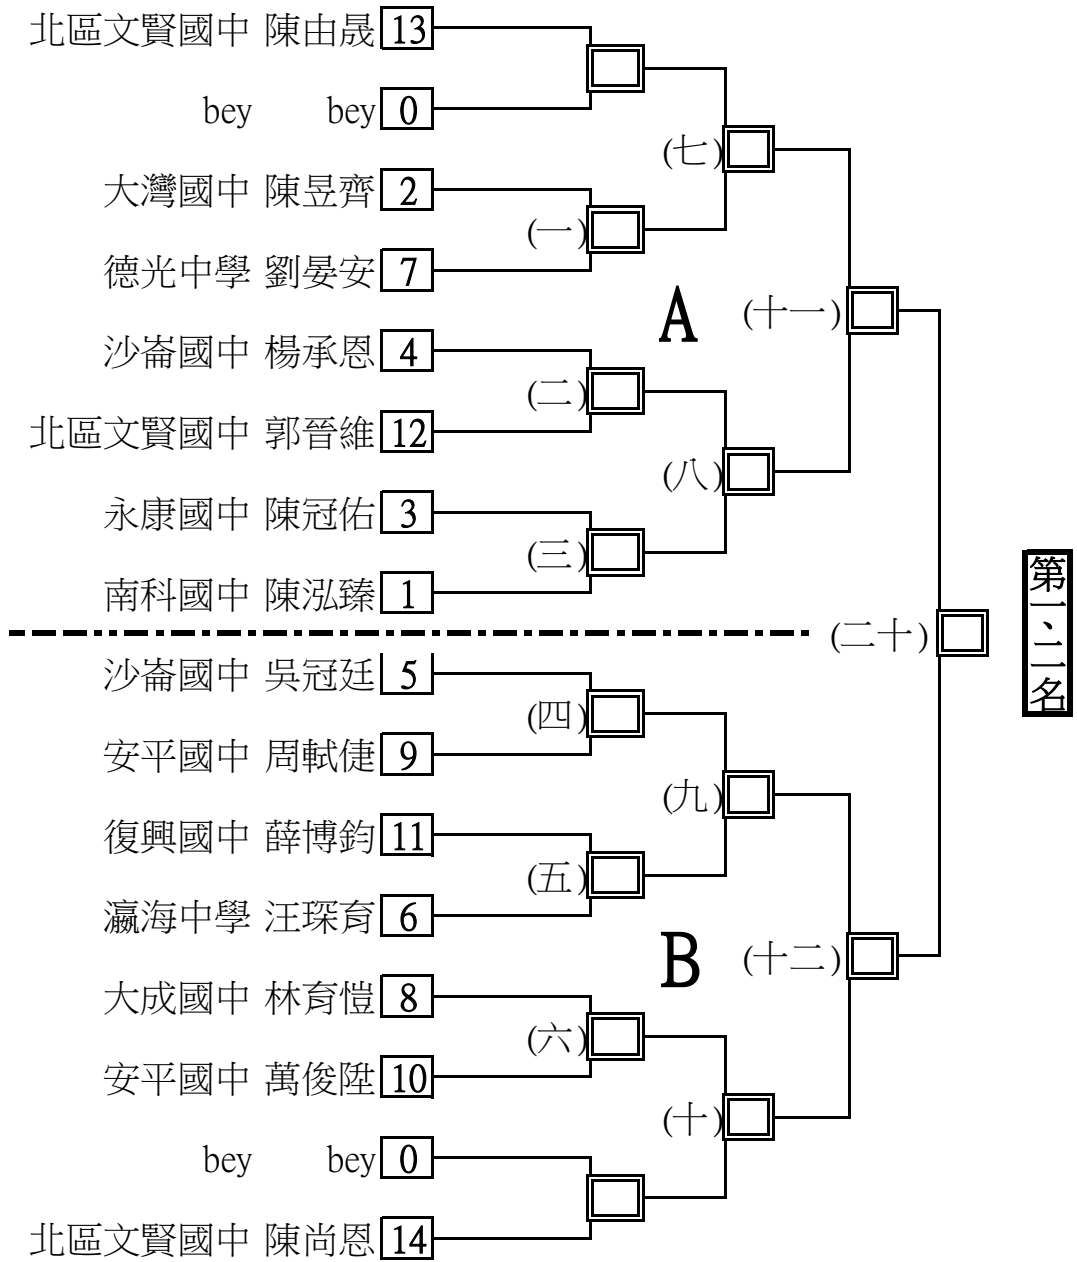 北區文賢國中 陳由晟 13
bey bey 0
(七)
大灣國中 陳昱齊 2
(一)
德光中學 劉晏安 7
A (十一)
沙崙國中 楊承恩 4
(二)
北區文賢國中 郭晉維 12
(八)
永康國中 陳冠佑 3
(三)
南科國中 陳泓臻 1
(二十)
第一、二名
沙崙國中 吳冠廷 5
(四)
安平國中 周軾倢 9
(九)
復興國中 薛博鈞 11
(五)
瀛海中學 汪琛育 6
B (十二)
大成國中 林育愷 8
(六)
安平國中 萬俊陞 10
(十)
bey bey 0
北區文賢國中 陳尚恩 14